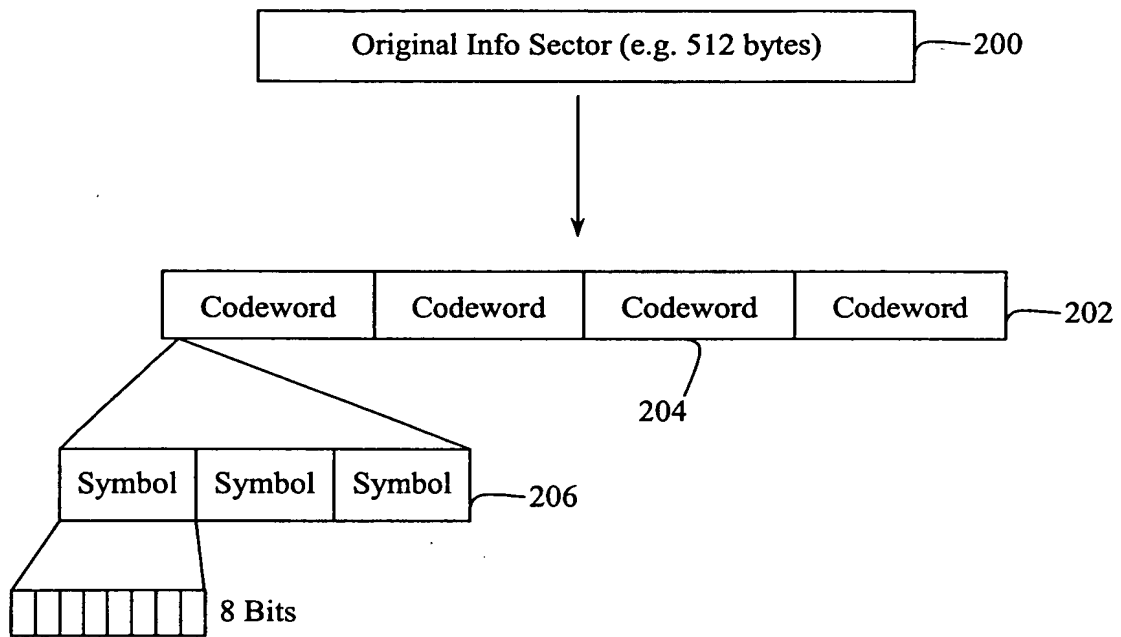 Original Info Sector (e.g. 512 bytes)
200
Codeword Codeword Codeword Codeword
202
204
Symbol Symbol Symbol
206
8 Bits